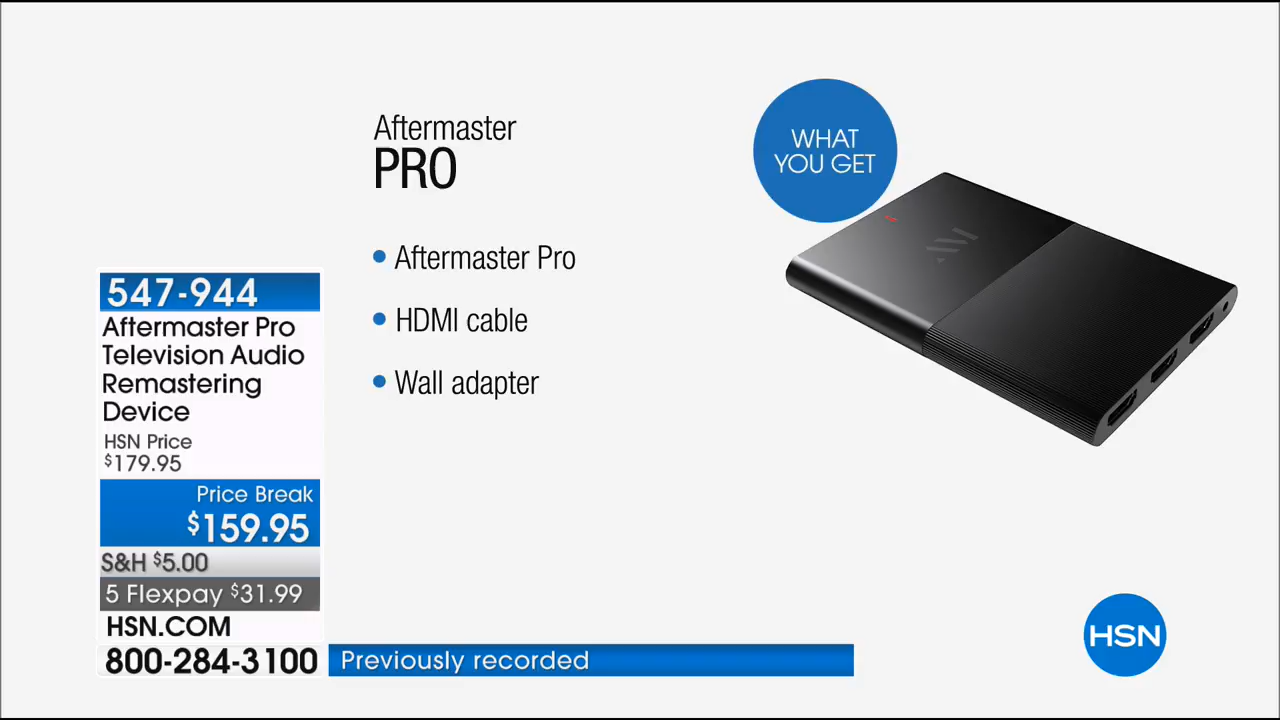 Aftermaster
PRO
WHAT
YOU GET
• Aftermaster Pro
• HDMI cable
• Wall adapter
547-944
Aftermaster Pro
Television Audio
Remastering
Device
HSN Price
$179.95
Price Break
$159.95
S&H $5.00
5 Flexpay $31.99
HSN.COM
800-284-3100
Previously recorded
HSN